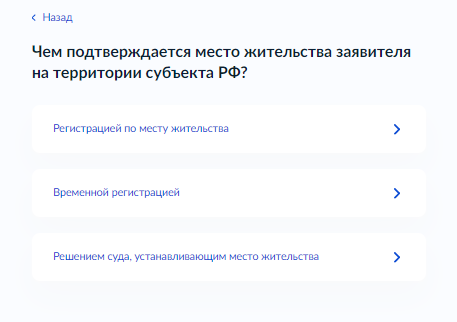 Назад
Чем подтверждается место жительства заявителя
на территории субъекта РФ?
Регистрацией по месту жительства
Временной регистрацией
Решением суда, устанавливающим место жительства